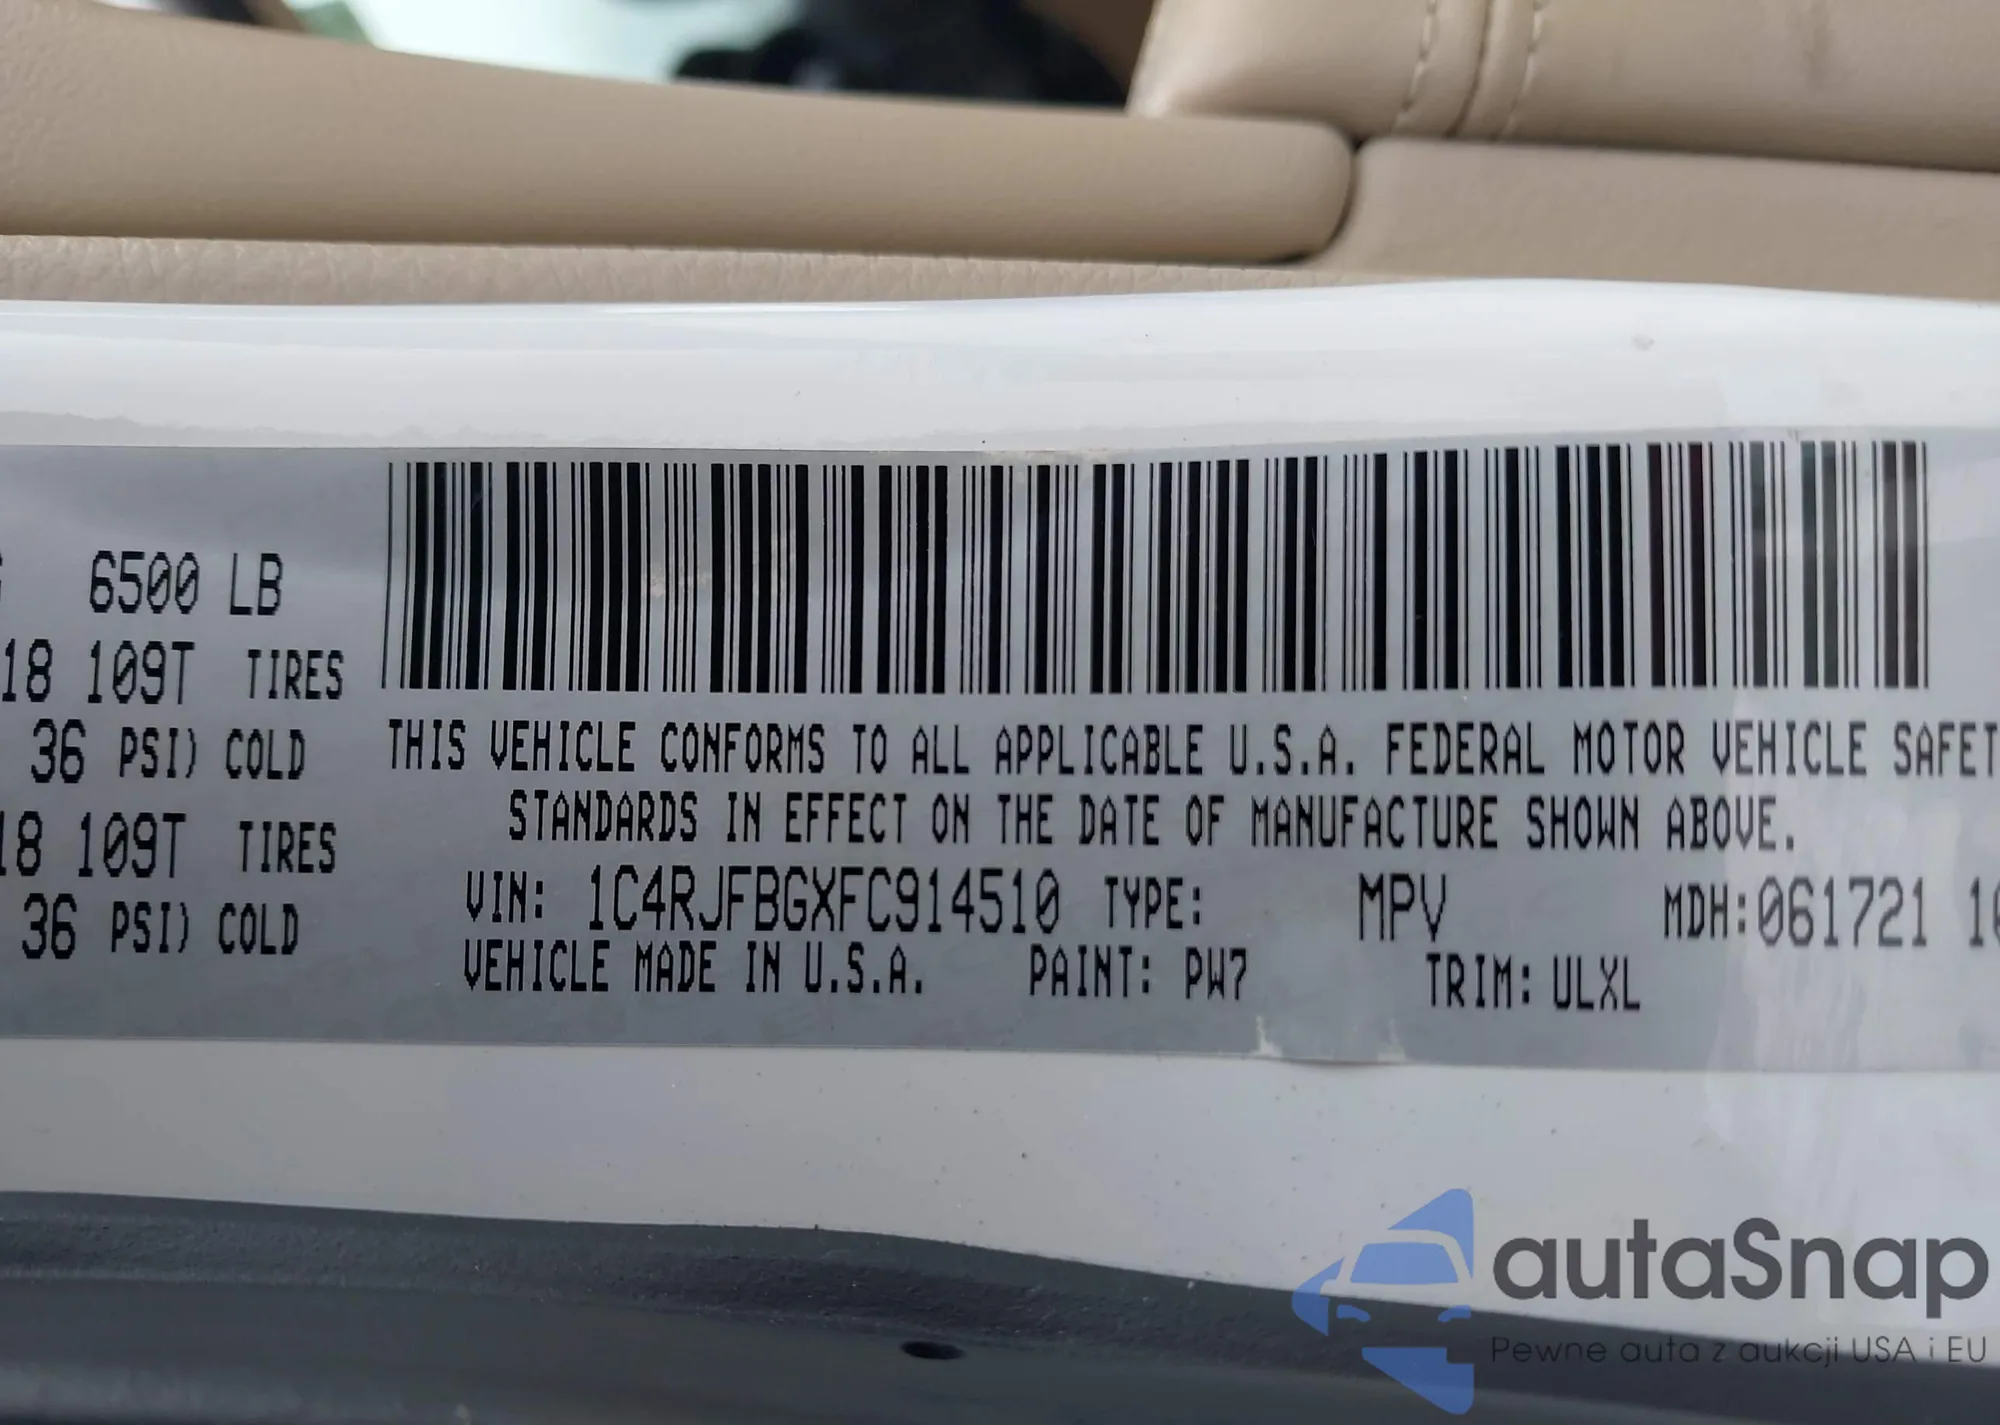 6500 LB
18 109T TIRES
36 PSI) COLD
18 109T TIRES
36 PSI) COLD
THIS VEHICLE CONFORMS TO ALL APPLICABLE U.S.A. FEDERAL MOTOR VEHICLE SAFET
STANDARDS IN EFFECT ON THE DATE OF MANUFACTURE SHOWN ABOVE.
VIN: 1C4RJFBGXFC914510 TYPE: MPV MDH:061721 10
VEHICLE MADE IN U.S.A. PAINT: PW7 TRIM: ULXL
autaSnap
Pewne auta z aukcji USA i EU